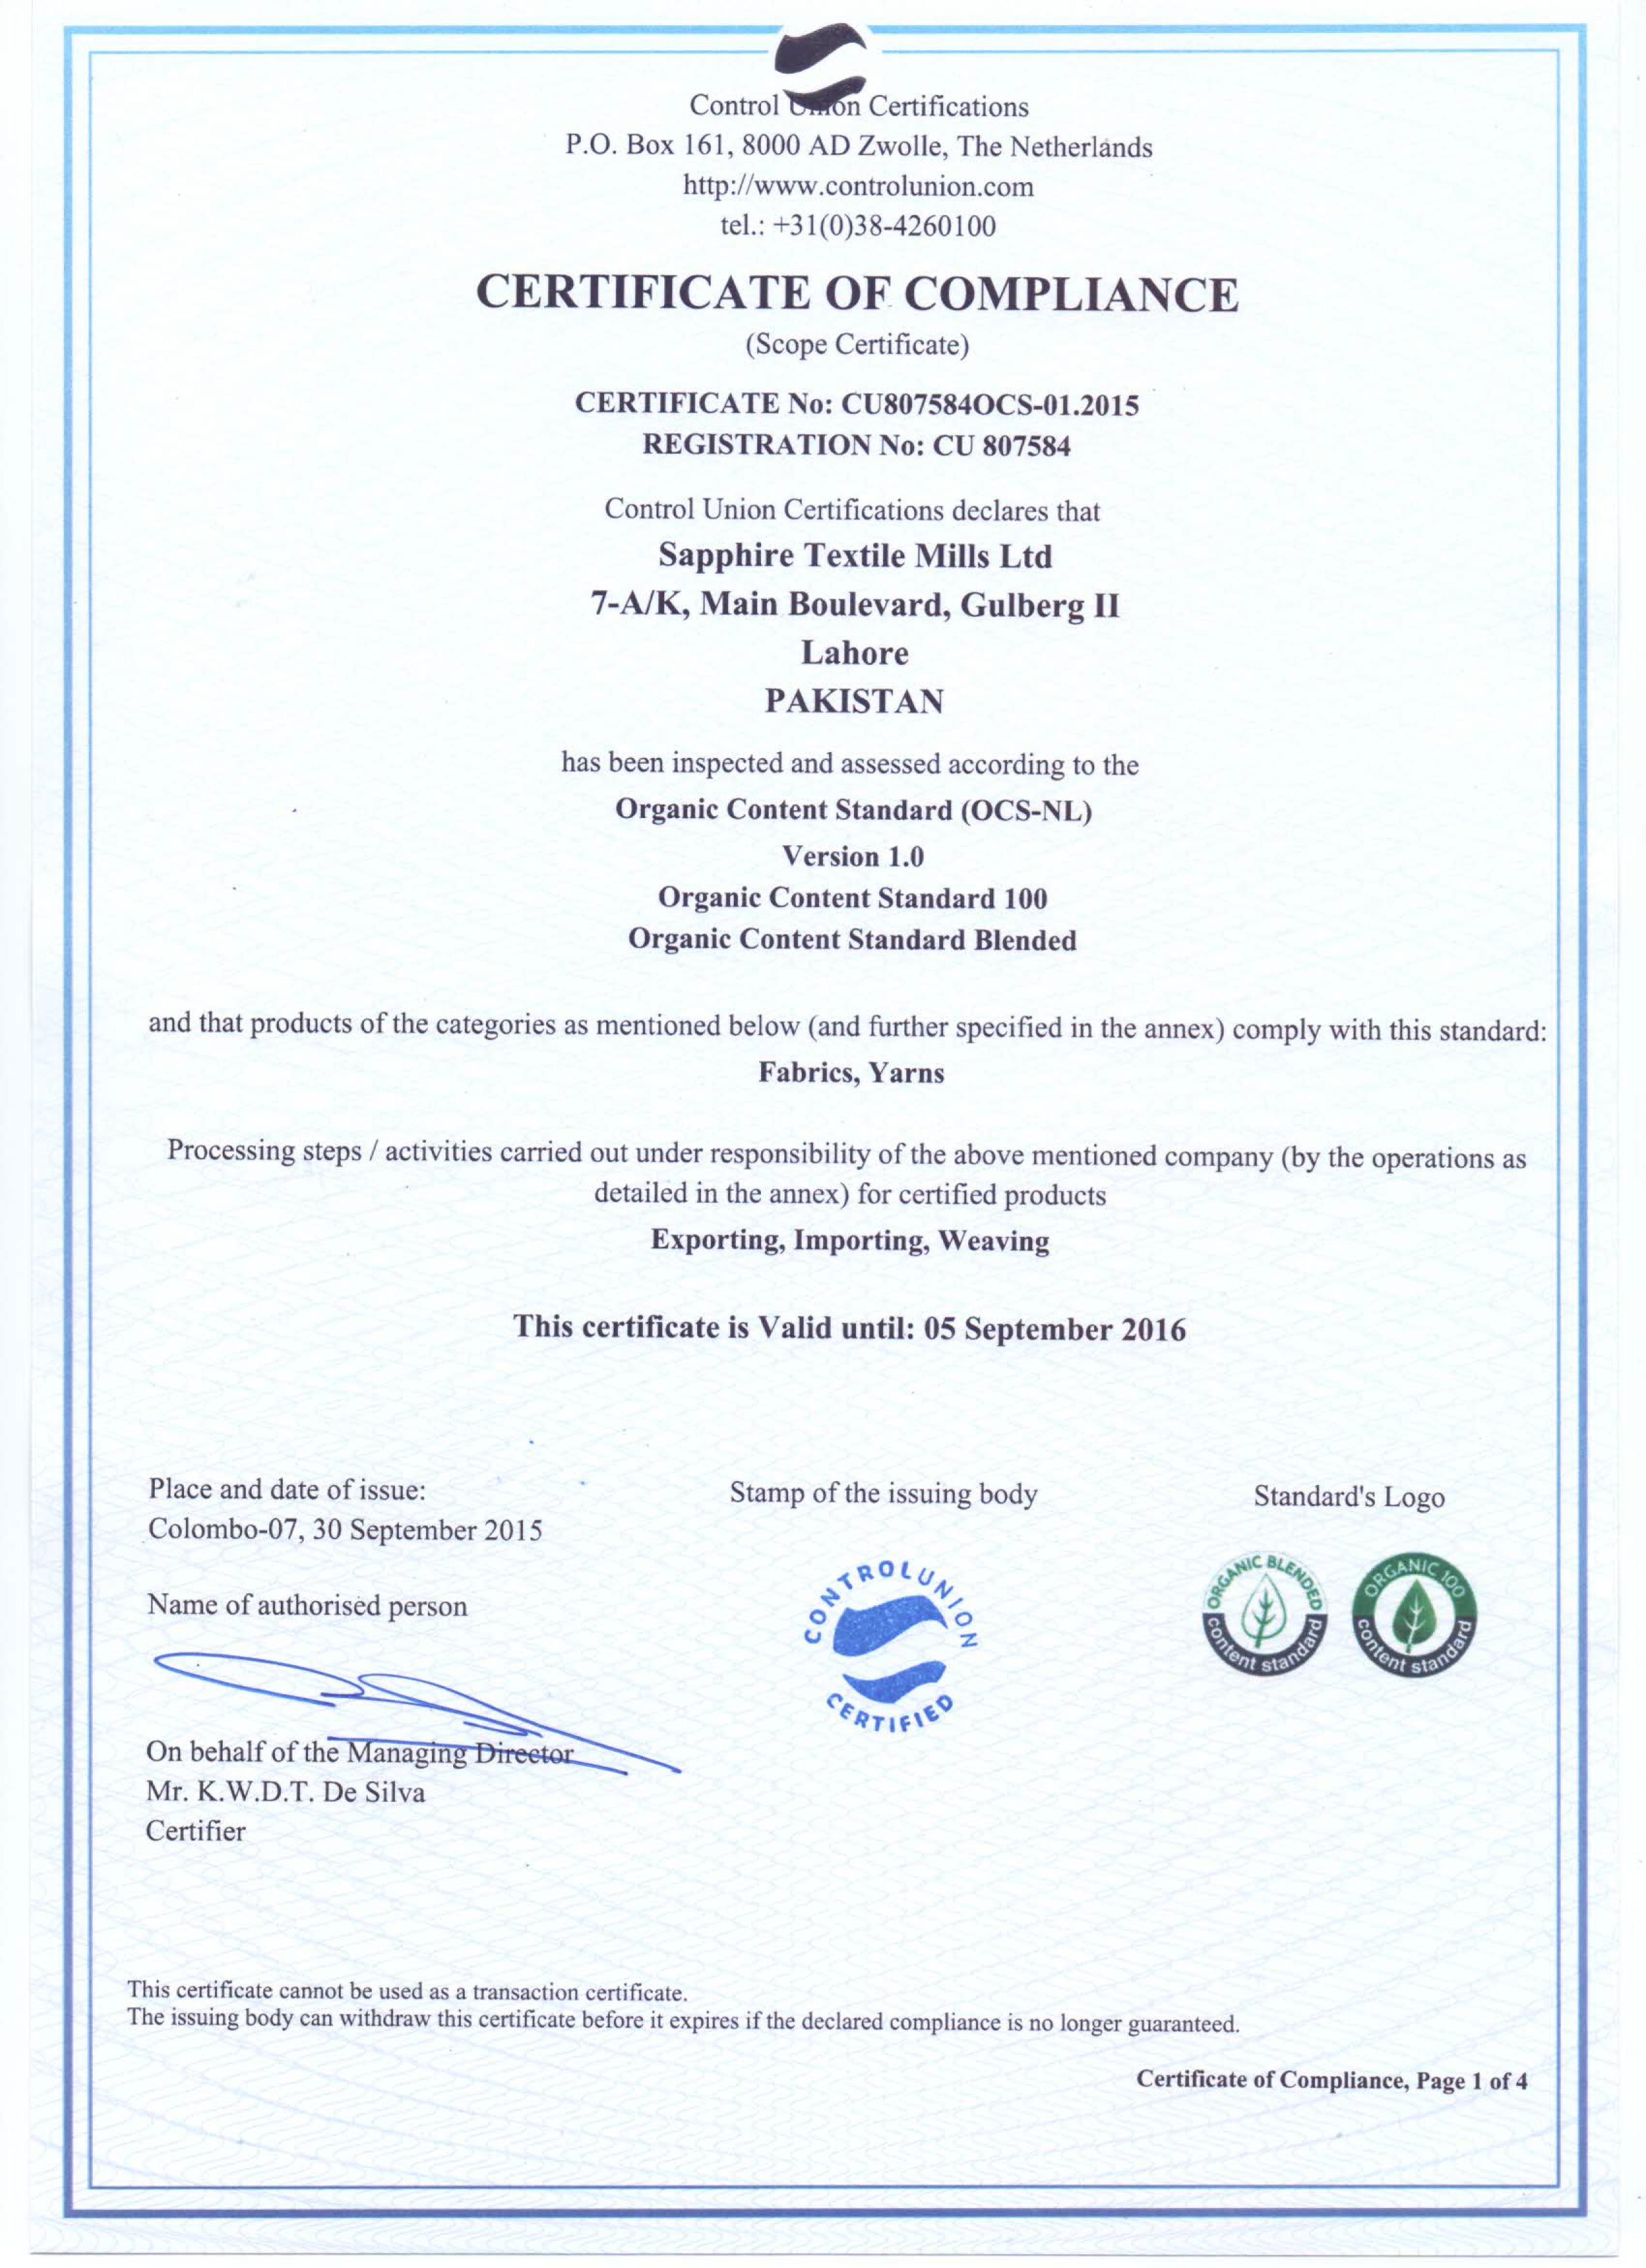 Control Union Certifications
P.O. Box 161, 8000 AD Zwolle, The Netherlands
http://www.controlunion.com
tel.: +31(0)38-4260100
CERTIFICATE OF COMPLIANCE
(Scope Certificate)
CERTIFICATE No: CU807584OCS-01.2015
REGISTRATION No: CU 807584
Control Union Certifications declares that
Sapphire Textile Mills Ltd
7-A/K, Main Boulevard, Gulberg II
Lahore
PAKISTAN
has been inspected and assessed according to the
Organic Content Standard (OCS-NL)
Version 1.0
Organic Content Standard 100
Organic Content Standard Blended
and that products of the categories as mentioned below (and further specified in the annex) comply with this standard:
Fabrics, Yarns
Processing steps / activities carried out under responsibility of the above mentioned company (by the operations as
detailed in the annex) for certified products
Exporting, Importing, Weaving
This certificate is Valid until: 05 September 2016
Place and date of issue:
Colombo-07, 30 September 2015
Name of authorised person
On behalf of the Managing Director
Mr. K.W.D.T. De Silva
Certifier
Stamp of the issuing body
CONTROLUNION
CERTIFIED
Standard's Logo
ORGANIC BLENDED
content standard
ORGANIC 100
content standard
This certificate cannot be used as a transaction certificate.
The issuing body can withdraw this certificate before it expires if the declared compliance is no longer guaranteed.
Certificate of Compliance, Page 1 of 4